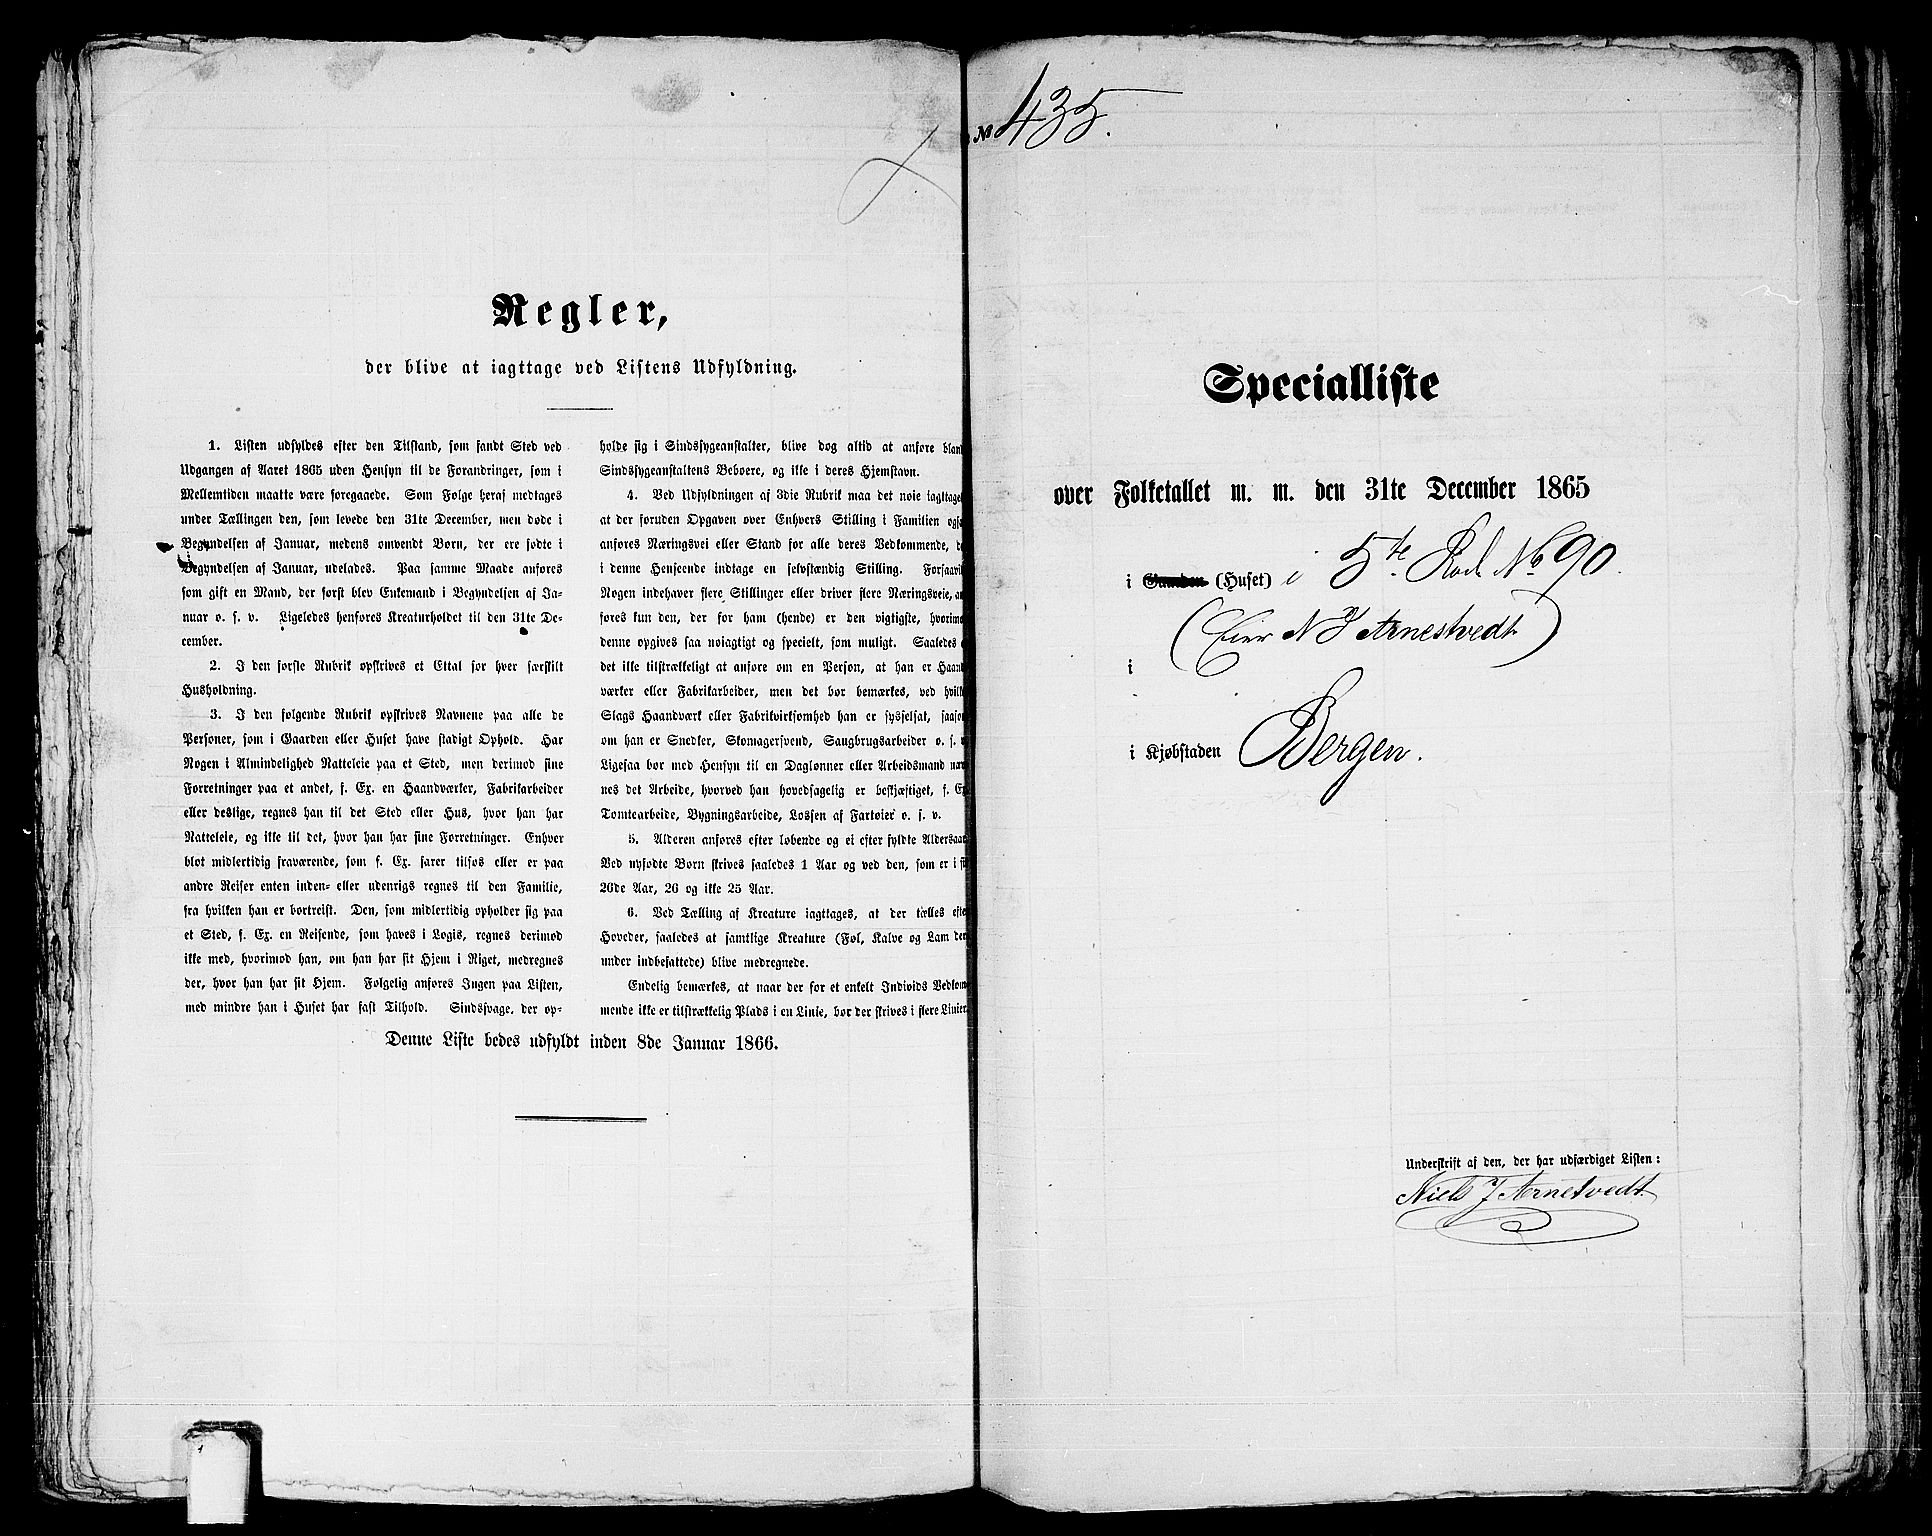 Regler,
der blive at iagttage ved Listens Udfyldning.
1. Listen udfyldes efter den Tilstand, som fandt Sted ved
Udgangen af Aaret 1865 uden Hensyn til de Forandringer, som i
Mellemtiden maatte være foregaaede. Som Følge heraf medtages
under Tællingen den, som levede den 31te December, men døde i
Begyndelsen af Januar, medens omvendt Børn, der ere fødte i
Begyndelsen af Januar, udelades. Paa samme Maade anføres
som gift en Mand, der først blev Enkemand i Begyndelsen af Ja-
nuar o. s. v. Ligeledes henføres Kreaturholdet til den 31te De-
cember.
2. I den første Rubrik opskrives et Ettal for hver særskilt
Husholdning.
3. I den følgende Rubrik opskrives Navnene paa alle de
Personer, som i Gaarden eller Huset have stadigt Ophold. Har
Nogen i Almindelighed Natteleie paa et Sted, men derimod sine
Forretninger paa et andet, f. Ex. en Haandværker, Fabrikarbeider
eller deslige, regnes han til det Sted eller Hus, hvor han har
Natteleie, og ikke til det, hvor han har sine Forretninger. Enhver
blot midlertidig fraværende, som f. Ex. farer tilsøs eller er paa
andre Reiser enten inden- eller udenrigs regnes til den Familie,
fra hvilken han er bortreist. Den, som midlertidig opholder sig paa
et Sted, f. Ex. en Reisende, som haves i Logis, regnes derimod
ikke med, hvorimod han, om han har sit Hjem i Riget, medregnes
der, hvor han har sit Hjem. Følgelig anføres Ingen paa Listen,
med mindre han i Huset har fast Tilhold. Sindssvage, der op-
holde sig i Sindssygeanstalter, blive dog altid at anføre bland
Sindssygeanstaltens Beboere, og ikke i deres Hjemstavn.
4. Ved Udfyldningen af 3die Rubrik maa det nøie iagttage
at der foruden Opgaven over Enhvers Stilling i Familien ogsa
anføres Næringsvei eller Stand for alle deres Vedkommende, d
i denne Henseende indtage en selvstændig Stilling. Forsaavi
Nogen indehaver flere Stillinger eller driver flere Næringsveie, an
føres kun den, der for ham (hende) er den vigtigste, hvorime
denne opgives saa nøiagtigt og specielt, som muligt. Saaledes
det ikke tilstrækkeligt at anføre om en Person, at han er Haand
værker eller Fabrikarbeider, men det bør bemærkes, ved hvilk
Slags Haandværk eller Fabrikvirksomhed han er sysselsat, saasom
om han er Snedker, Skomagersvend, Saugbrugsarbeider o. s. v
Ligesaa bør med Hensyn til en Daglønner eller Arbeidsmand næv
nes det Arbeide, hvorved han hovedsagelig er beskjæftiget, f. Ex
Tomtearbeide, Bygningsarbeide, Lossen af Fartøier o. s. v.
5. Alderen anføres efter løbende og ei efter fyldte Aldersaar
Ved nyfødte Børn skrives saaledes 1 Aar og ved den, som er i si
26de Aar, 26 og ikke 25 Aar.
6. Ved Tælling af Kreature iagttages, at der tælles efte
Hoveder, saaledes at samtlige Kreature (Føl, Kalve og Lam der
under indbefattede) blive medregnede.
Endelig bemærkes, at naar der for et enkelt Individs Vedkom
mende ikke er tilstrækkelig Plads i en Linie, bør der skrives i flere Linier
Denne Liste bedes udfyldt inden 8de Januar 1866.
No 435.
Specialliste
over Folketallet m. m. den 31te December 1865
i Gaarden (Huset) i 5te Rode No 90.
(Eier N J Arnestvedt)
i
i Kjøbstaden Bergen.
Underskrift af den, der har udfærdiget Listen:
Niels J Arnetvedt